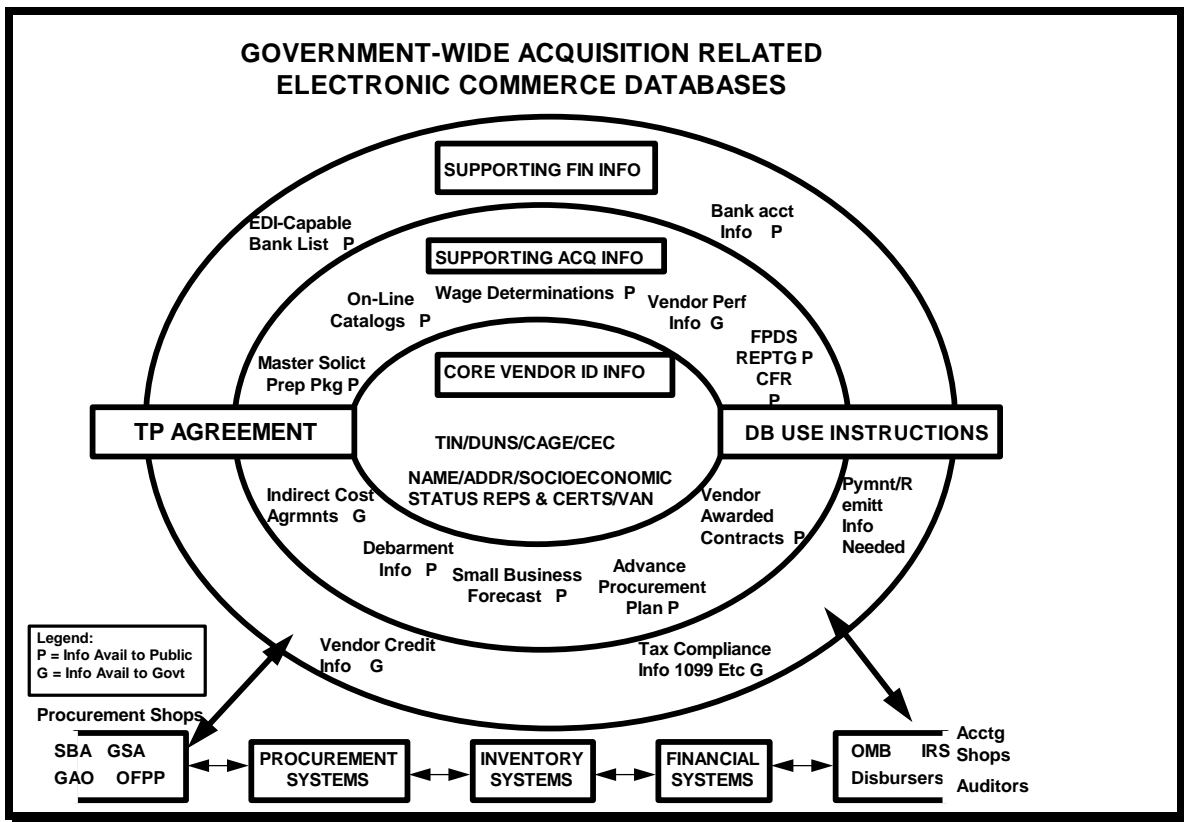 GOVERNMENT-WIDE ACQUISITION RELATED
ELECTRONIC COMMERCE DATABASES
SUPPORTING FIN INFO
EDI-Capable
Bank List P
Bank acct
Info P
SUPPORTING ACQ INFO
Wage Determinations P
On-Line
Catalogs P
Vendor Perf
Info G
FPDS
REPTG P
CFR
P
Master Solict
Prep Pkg P
CORE VENDOR ID INFO
TP AGREEMENT
DB USE INSTRUCTIONS
TIN/DUNS/CAGE/CEC
NAME/ADDR/SOCIOECONOMIC
STATUS REPS & CERTS/VAN
Indirect Cost
Agrmnts G
Vendor
Awarded
Contracts P
Pymnt/R
emitt
Info
Needed
Debarment
Info P
Small Business
Forecast P
Advance
Procurement
Plan P
Vendor Credit
Info G
Tax Compliance
Info 1099 Etc G
Legend:
P = Info Avail to Public
G = Info Avail to Govt
Procurement Shops
SBA GSA
GAO OFPP
PROCUREMENT
SYSTEMS
INVENTORY
SYSTEMS
FINANCIAL
SYSTEMS
OMB IRS
Disbursers
Acctg
Shops
Auditors